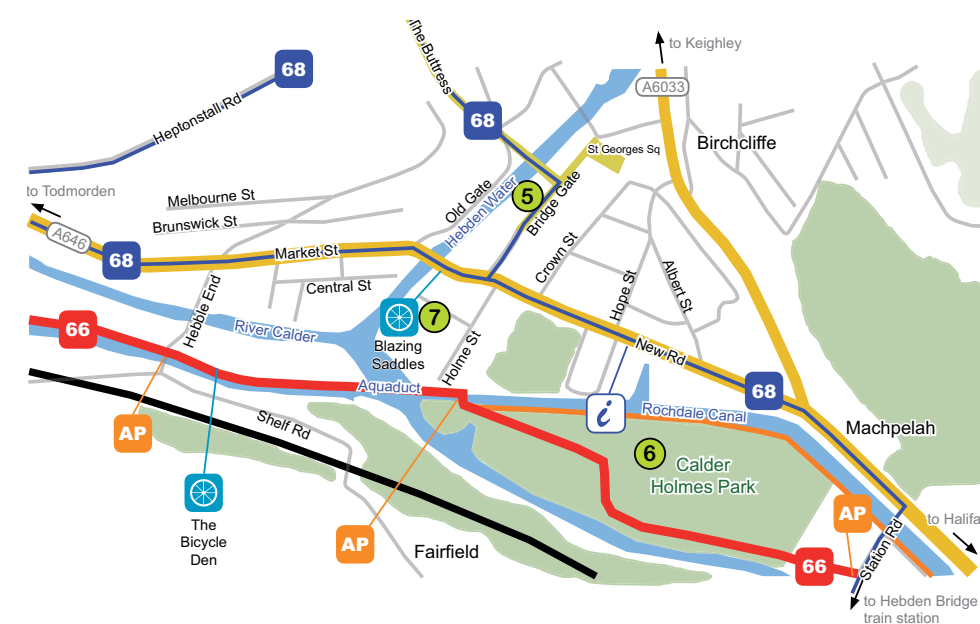 The Buttress
to Keighley
68
A6033
Heptonstall Rd
68
Birchcliffe
St Georges Sq
to Todmorden
Melbourne St
Old Gate
Hebden Water
5
Bridge Gate
Brunswick St
A646
68
Market St
Crown St
Central St
Hope St
Albert St
Hebble End
66
River Calder
7
Blazing
Saddles
Holme St
New Rd
68
Aquaduct
i
Rochdale Canal
AP
Shelf Rd
Machpelah
6
Calder
Holmes Park
The
Bicycle
Den
AP
Fairfield
AP
66
Station Rd
to Halifa
to Hebden Bridge
train station